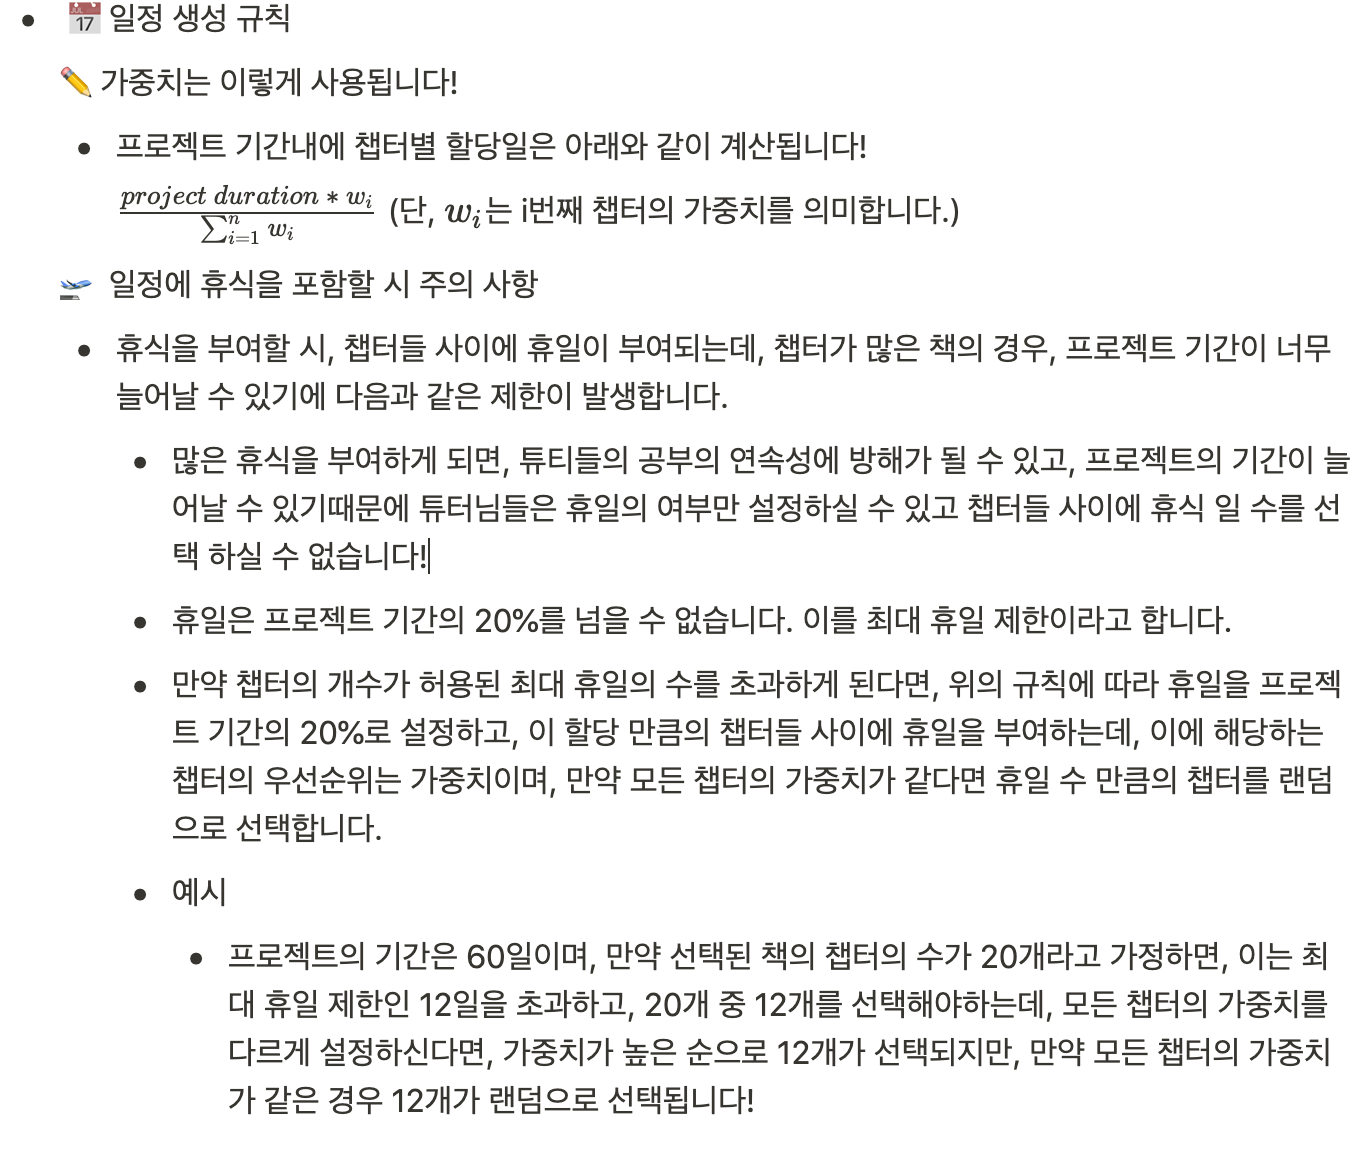 • 📅 일정 생성 규칙
✏️ 가중치는 이렇게 사용됩니다!
• 프로젝트 기간내에 챕터별 할당일은 아래와 같이 계산됩니다!
$\frac{project\ duration * w_i}{\sum_{i=1}^{n} w_i}$ (단, $w_i$는 i번째 챕터의 가중치를 의미합니다.)
🛫 일정에 휴식을 포함할 시 주의 사항
• 휴식을 부여할 시, 챕터들 사이에 휴일이 부여되는데, 챕터가 많은 책의 경우, 프로젝트 기간이 너무
늘어날 수 있기에 다음과 같은 제한이 발생합니다.
• 많은 휴식을 부여하게 되면, 튜티들의 공부의 연속성에 방해가 될 수 있고, 프로젝트의 기간이 늘
어날 수 있기때문에 튜터님들은 휴일의 여부만 설정하실 수 있고 챕터들 사이에 휴식 일 수를 선
택 하실 수 없습니다!
• 휴일은 프로젝트 기간의 20%를 넘을 수 없습니다. 이를 최대 휴일 제한이라고 합니다.
• 만약 챕터의 개수가 허용된 최대 휴일의 수를 초과하게 된다면, 위의 규칙에 따라 휴일을 프로젝
트 기간의 20%로 설정하고, 이 할당 만큼의 챕터들 사이에 휴일을 부여하는데, 이에 해당하는
챕터의 우선순위는 가중치이며, 만약 모든 챕터의 가중치가 같다면 휴일 수 만큼의 챕터를 랜덤
으로 선택합니다.
• 예시
• 프로젝트의 기간은 60일이며, 만약 선택된 책의 챕터의 수가 20개라고 가정하면, 이는 최
대 휴일 제한인 12일을 초과하고, 20개 중 12개를 선택해야하는데, 모든 챕터의 가중치를
다르게 설정하신다면, 가중치가 높은 순으로 12개가 선택되지만, 만약 모든 챕터의 가중치
가 같은 경우 12개가 랜덤으로 선택됩니다!